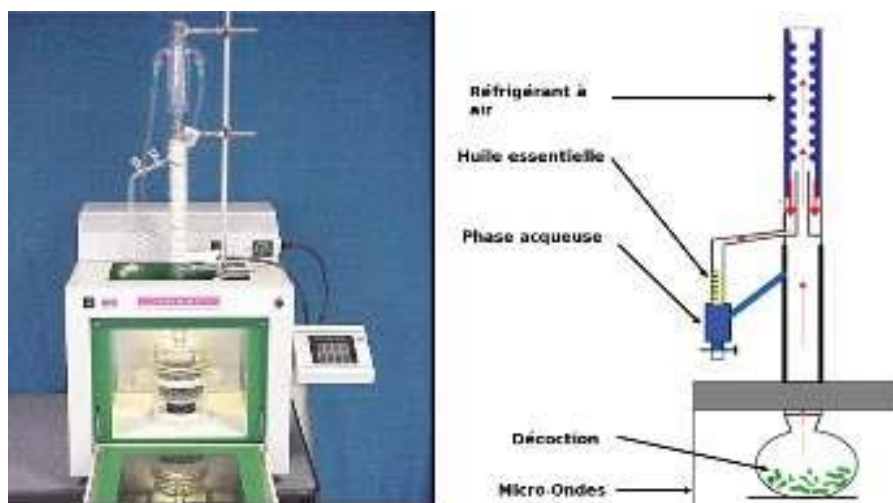 Réfrigérant à
air
Huile essentielle
Phase acqueuse
Décoction
Micro-Ondes